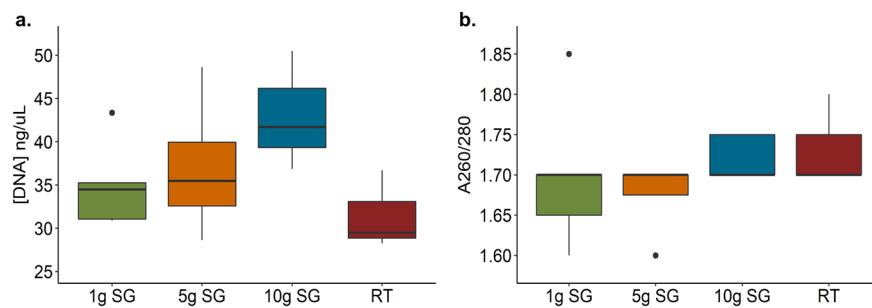 a.
[DNA] ng/uL
50
45
40
35
30
25
1g SG 5g SG 10g SG RT
b.
A260/280
1.85
1.80
1.75
1.70
1.65
1.60
1g SG 5g SG 10g SG RT